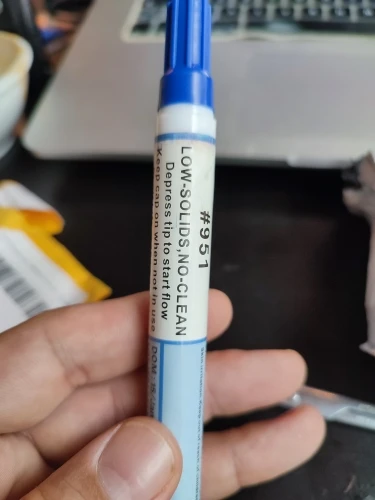 #951
LOW-SOLIDS,NO-CLEAN
Depress tip to start flow
Keep cap on when not in use